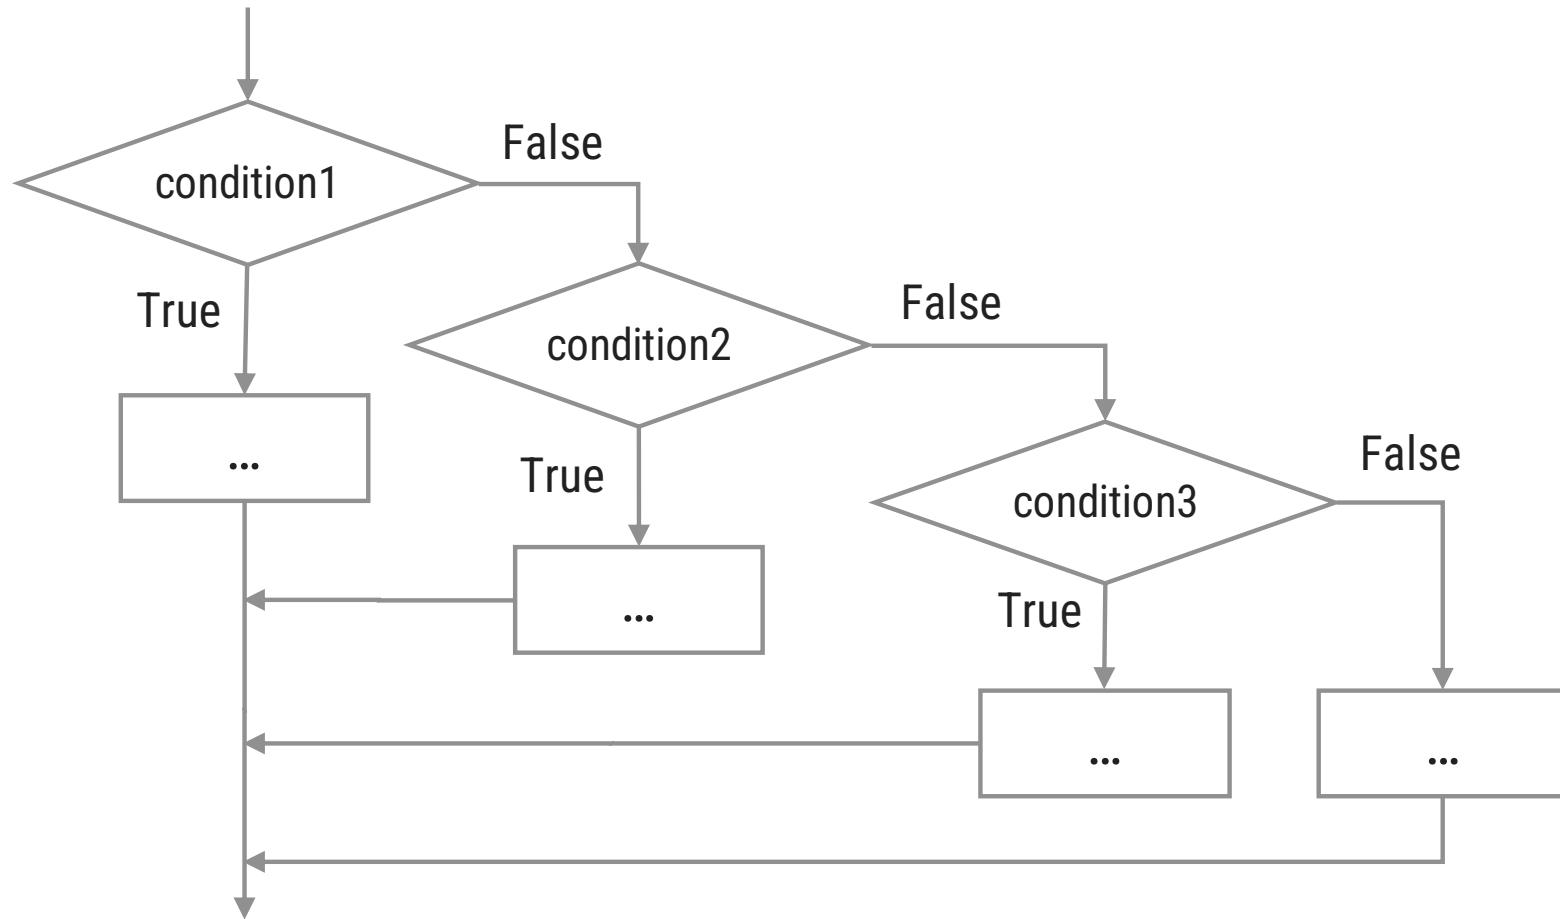 False
condition1
True
False
condition2
...
False
True
condition3
...
True
...
...